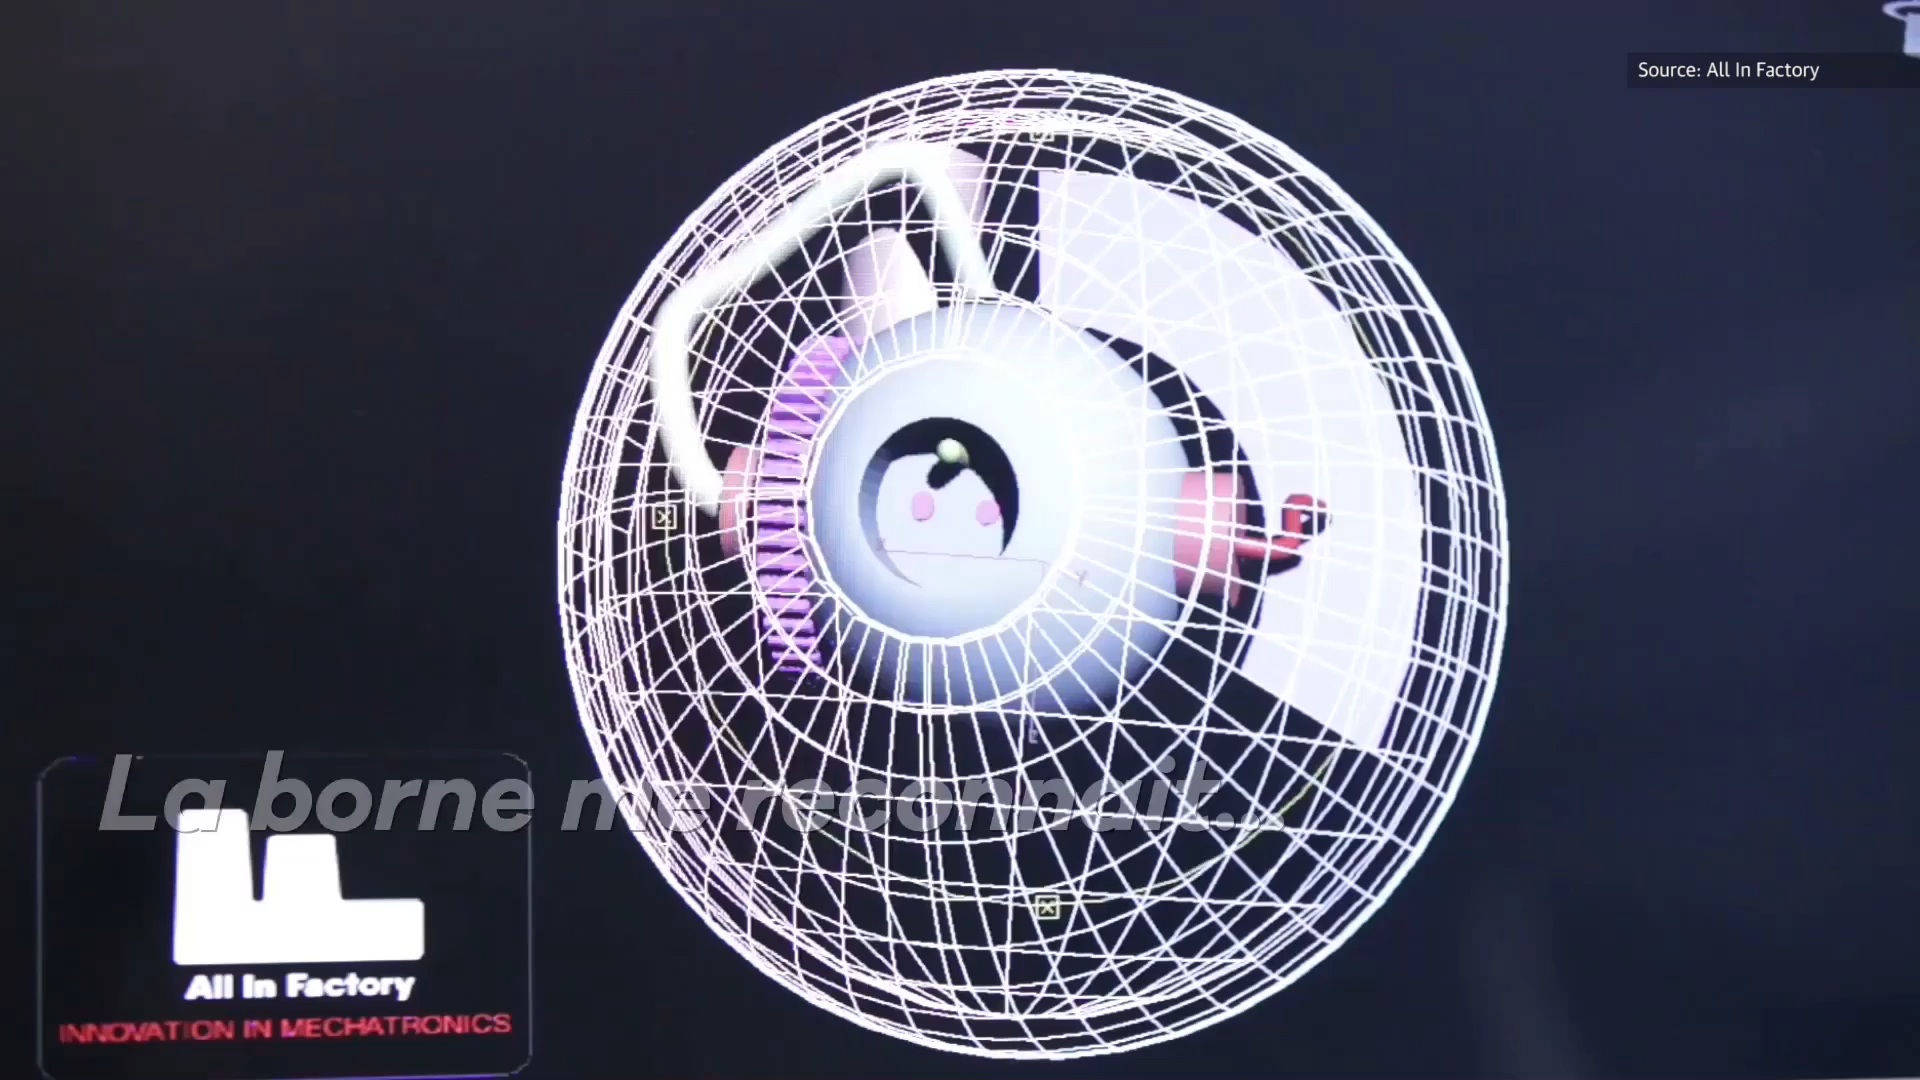 Source: All In Factory
La borne me reconnait...
All In Factory
INNOVATION IN MECHATRONICS